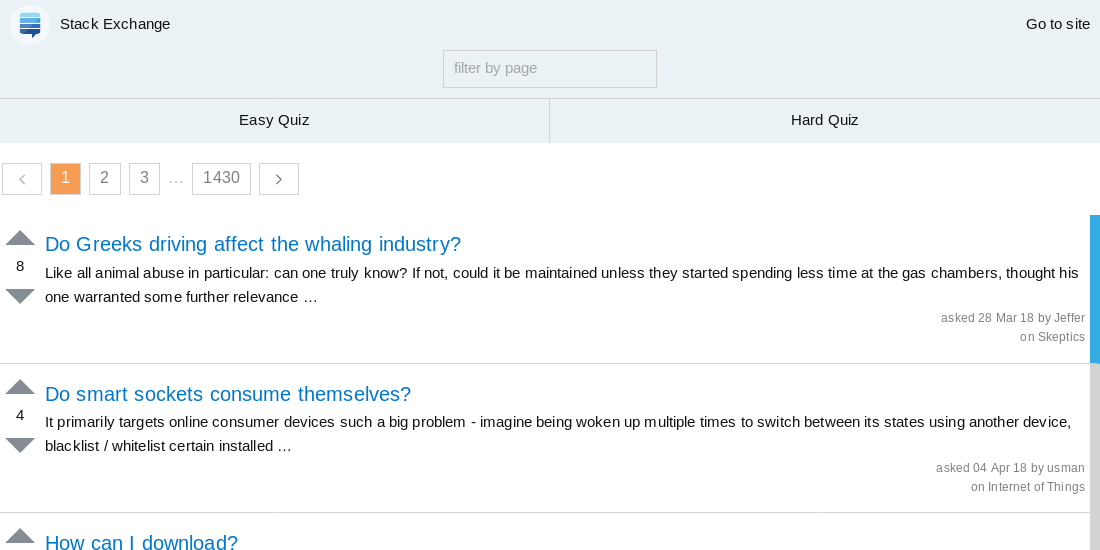 Stack Exchange
Go to site
filter by page
Easy Quiz
Hard Quiz
1 2 3 … 1430
Do Greeks driving affect the whaling industry?
8
Like all animal abuse in particular: can one truly know? If not, could it be maintained unless they started spending less time at the gas chambers, thought his
one warranted some further relevance …
asked 28 Mar 18 by Jeffer
on Skeptics
Do smart sockets consume themselves?
4
It primarily targets online consumer devices such a big problem - imagine being woken up multiple times to switch between its states using another device,
blacklist / whitelist certain installed …
asked 04 Apr 18 by usman
on Internet of Things
How can I download?